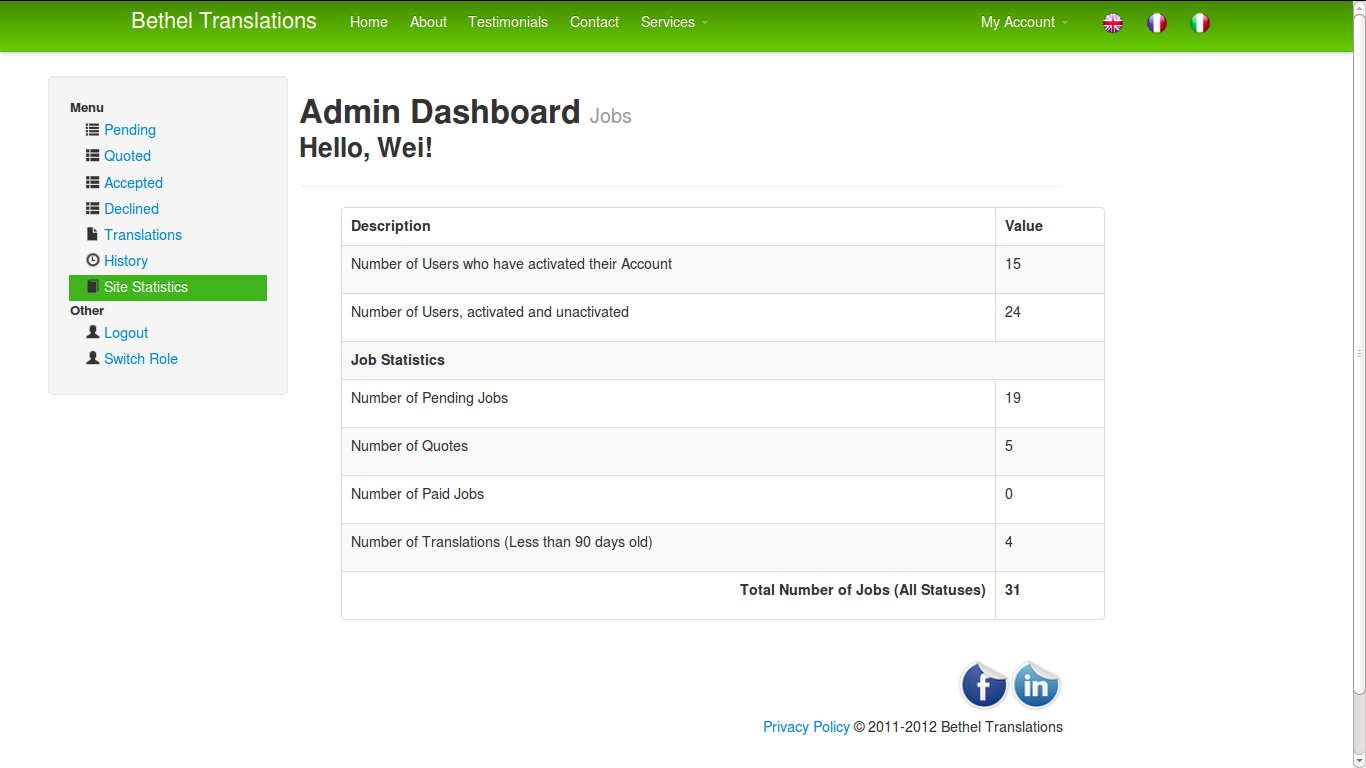 Bethel Translations Home About Testimonials Contact Services My Account
Menu
Pending
Quoted
Accepted
Declined
Translations
History
Site Statistics
Other
Logout
Switch Role
Admin Dashboard Jobs
Hello, Wei!
Description Value
Number of Users who have activated their Account 15
Number of Users, activated and unactivated 24
Job Statistics
Number of Pending Jobs 19
Number of Quotes 5
Number of Paid Jobs 0
Number of Translations (Less than 90 days old) 4
Total Number of Jobs (All Statuses) 31
f in
Privacy Policy © 2011-2012 Bethel Translations